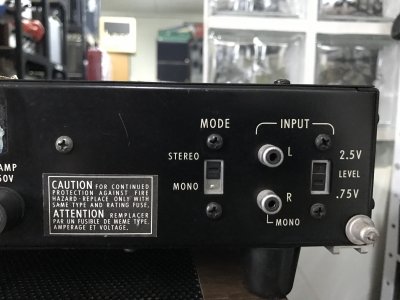 MODE
INPUT
STEREO
MONO
L
R
MONO
2.5V
LEVEL
.75V
AMP
50V
CAUTION FOR CONTINUED
PROTECTION AGAINST FIRE
HAZARD - REPLACE ONLY WITH
SAME TYPE AND RATING FUSE.
ATTENTION REMPLACER
PAR UN FUSIBLE DE MEME TYPE,
AMPERAGE ET VOLTAGE.